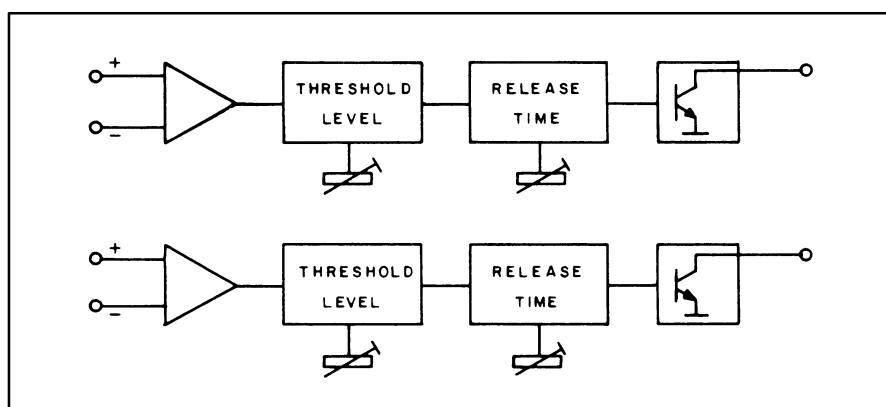 +
THRESHOLD
LEVEL
RELEASE
TIME
-
+
THRESHOLD
LEVEL
RELEASE
TIME
-